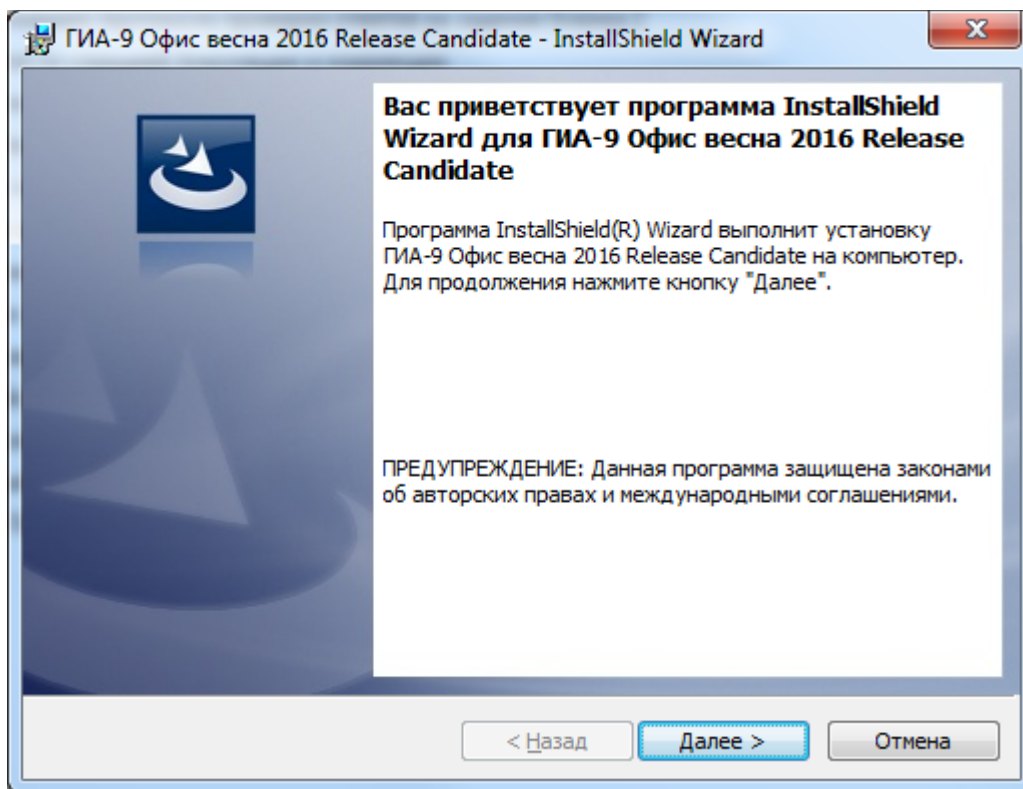 ГИА-9 Офис весна 2016 Release Candidate - InstallShield Wizard
Вас приветствует программа InstallShield
Wizard для ГИА-9 Офис весна 2016 Release
Candidate
Программа InstallShield(R) Wizard выполнит установку
ГИА-9 Офис весна 2016 Release Candidate на компьютер.
Для продолжения нажмите кнопку "Далее".
ПРЕДУПРЕЖДЕНИЕ: Данная программа защищена законами
об авторских правах и международными соглашениями.
< Назад Далее > Отмена